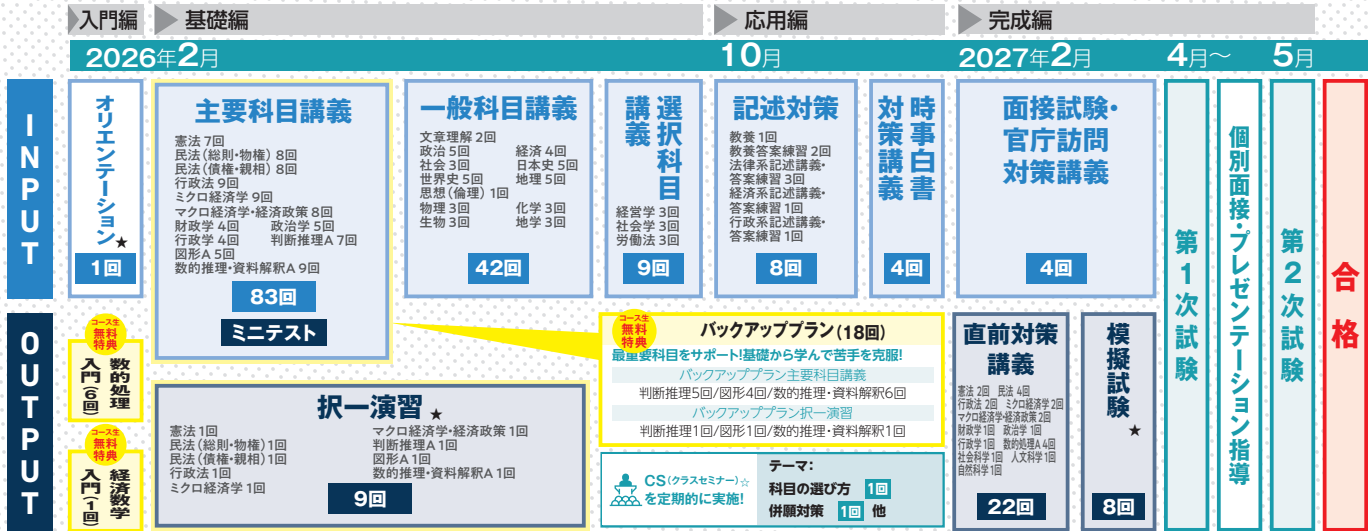 入門編
基礎編
応用編
完成編
2026年2月
10月
2027年2月
4月〜
5月
INPUT
オリエンテーション★
1回
主要科目講義
憲法 7回
民法(総則・物権) 8回
民法(債権・親相) 8回
行政法 9回
ミクロ経済学 9回
マクロ経済学・経済政策 8回
財政学 4回 政治学 5回
行政学 4回 判断推理A 7回
図形A 5回
数的推理・資料解釈A 9回
83回
ミニテスト
一般科目講義
文章理解 2回
政治 5回 経済 4回
社会 3回 日本史 5回
世界史 5回 地理 5回
思想(倫理) 1回
物理 3回 化学 3回
生物 3回 地学 3回
42回
選択科目
講義
経営学 3回
社会学 3回
労働法 3回
9回
記述対策
教養 1回
教養答案練習 2回
法律系記述講義・
答案練習 3回
経済系記述講義・
答案練習 1回
行政系記述講義・
答案練習 1回
8回
時事白書
対策講義
4回
面接試験・
官庁訪問
対策講義
4回
第1次試験
個別面接・プレゼンテーション指導
第2次試験
合格
OUTPUT
コース生
無料
特典
数的処理
入門(6回)
コース生
無料
特典
経済数学
入門(1回)
択一演習★
憲法 1回
民法(総則・物権) 1回
民法(債権・親相) 1回
行政法 1回
ミクロ経済学 1回
マクロ経済学・経済政策 1回
判断推理A 1回
図形A 1回
数的推理・資料解釈A 1回
9回
コース生
無料
特典
バックアッププラン(18回)
最重要科目をサポート!基礎から学んで苦手を克服!
バックアッププラン主要科目講義
判断推理5回/図形4回/数的推理・資料解釈6回
バックアッププラン択一演習
判断推理1回/図形1回/数的推理・資料解釈1回
CS(クラスセミナー)☆
を定期的に実施!
テーマ:
科目の選び方 1回
併願対策 1回 他
直前対策
講義
憲法 2回 民法 4回
行政法 2回 ミクロ経済学 2回
マクロ経済学・経済政策 2回
財政学1回 政治学 1回
行政学1回 数的処理A 4回
社会科学1回 人文科学1回
自然科学1回
22回
模擬試験★
8回